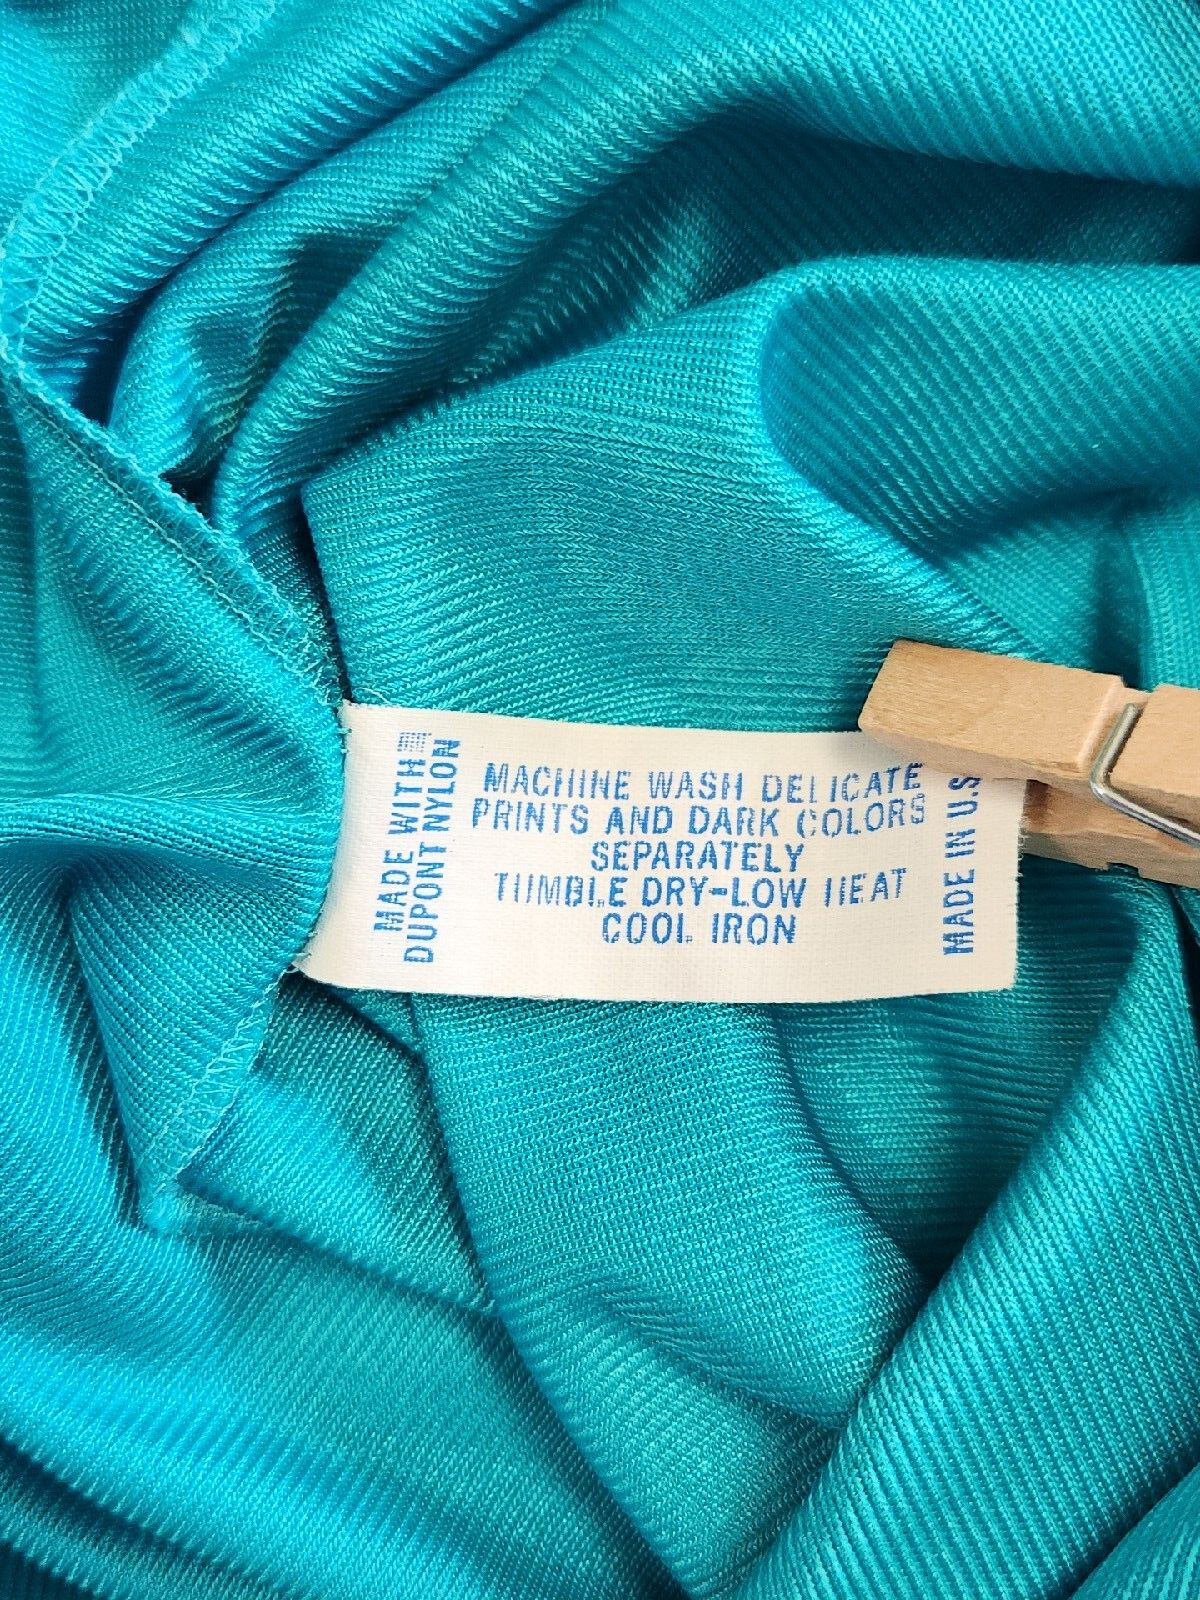 MADE WITH
DUPONT NYLON
MACHINE WASH DELICATE
PRINTS AND DARK COLORS
SEPARATELY
TUMBLE DRY-LOW HEAT
COOL IRON
MADE IN U.S